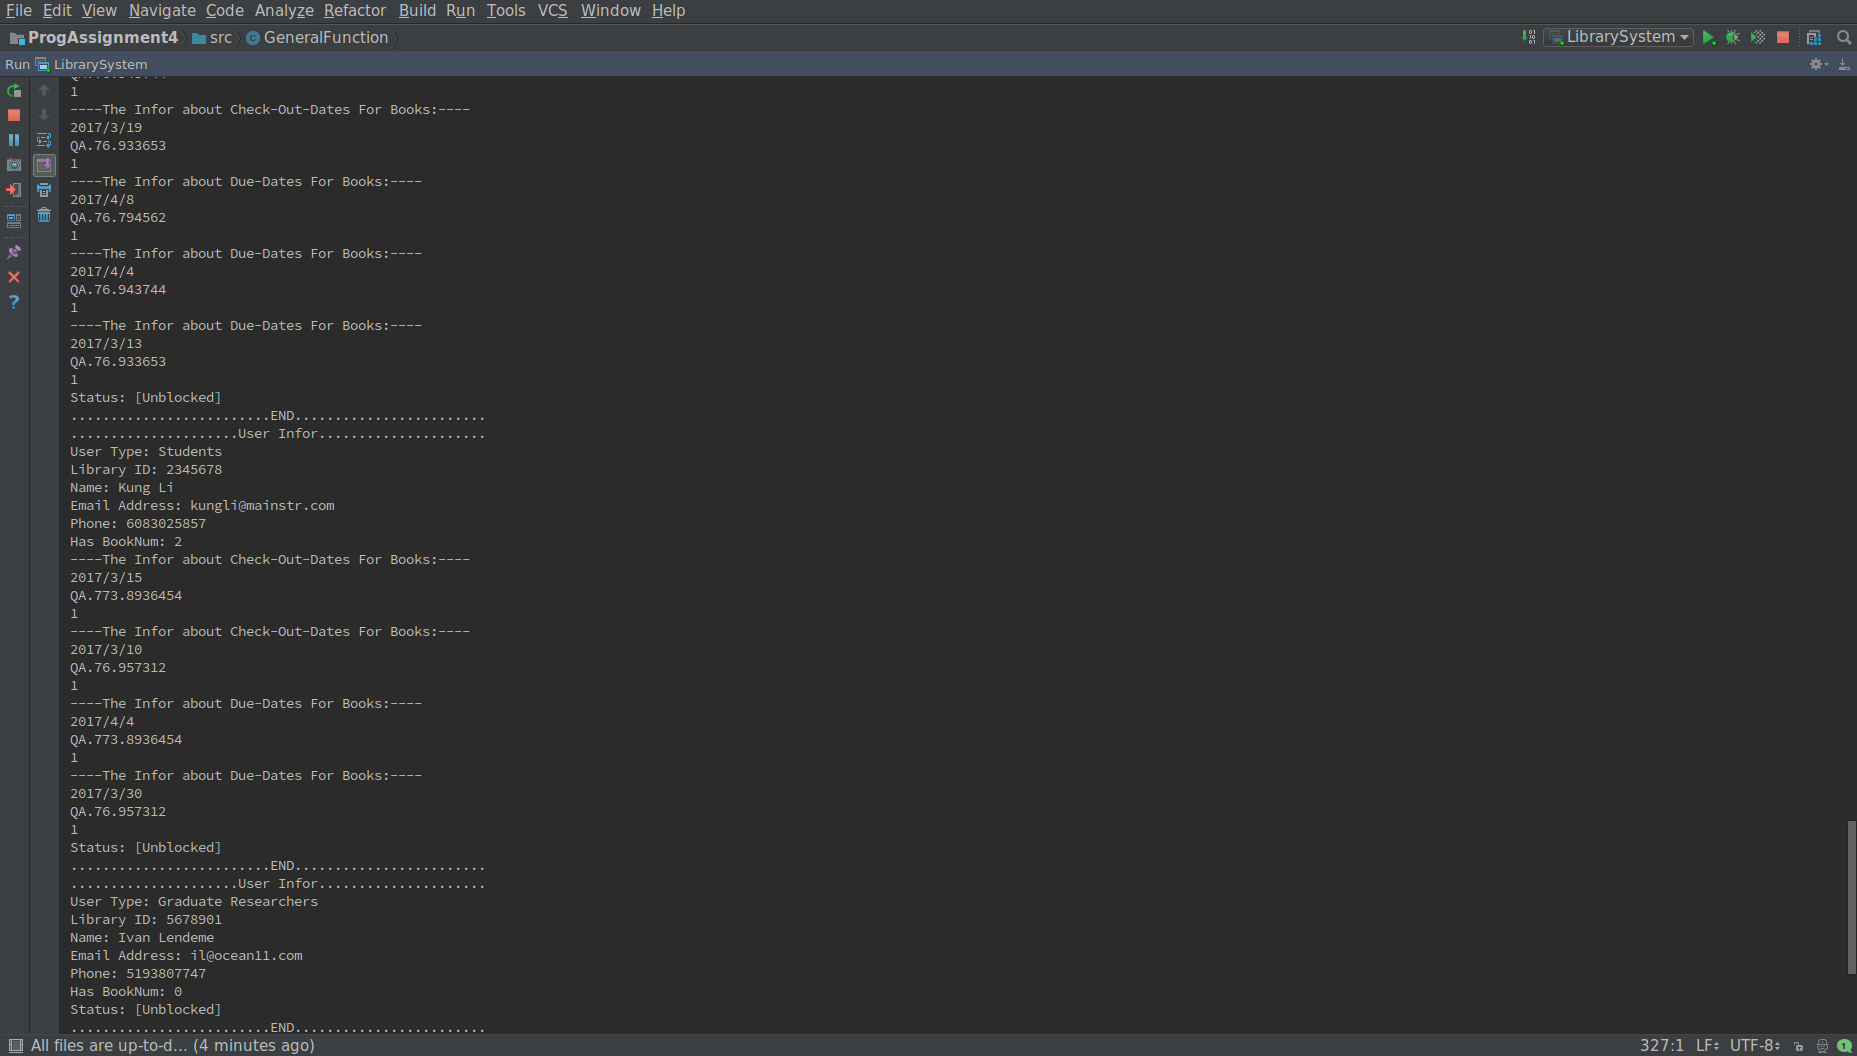 File Edit View Navigate Code Analyze Refactor Build Run Tools VCS Window Help
ProgAssignment4 src GeneralFunction LibrarySystem
Run LibrarySystem
1
----The Infor about Check-Out-Dates For Books:----
2017/3/19
QA.76.933653
1
----The Infor about Due-Dates For Books:----
2017/4/8
QA.76.794562
1
----The Infor about Due-Dates For Books:----
2017/4/4
QA.76.943744
1
----The Infor about Due-Dates For Books:----
2017/3/13
QA.76.933653
1
Status: [Unblocked]
.........................END........................
.....................User Infor.....................
User Type: Students
Library ID: 2345678
Name: Kung Li
Email Address: kungli@mainstr.com
Phone: 6083025857
Has BookNum: 2
----The Infor about Check-Out-Dates For Books:----
2017/3/15
QA.773.8936454
1
----The Infor about Check-Out-Dates For Books:----
2017/3/10
QA.76.957312
1
----The Infor about Due-Dates For Books:----
2017/4/4
QA.773.8936454
1
----The Infor about Due-Dates For Books:----
2017/3/30
QA.76.957312
1
Status: [Unblocked]
.........................END........................
.....................User Infor.....................
User Type: Graduate Researchers
Library ID: 5678901
Name: Ivan Lendeme
Email Address: il@ocean11.com
Phone: 5193807747
Has BookNum: 0
Status: [Unblocked]
.........................END........................
All files are up-to-d... (4 minutes ago) 327:1 LF UTF-8 1